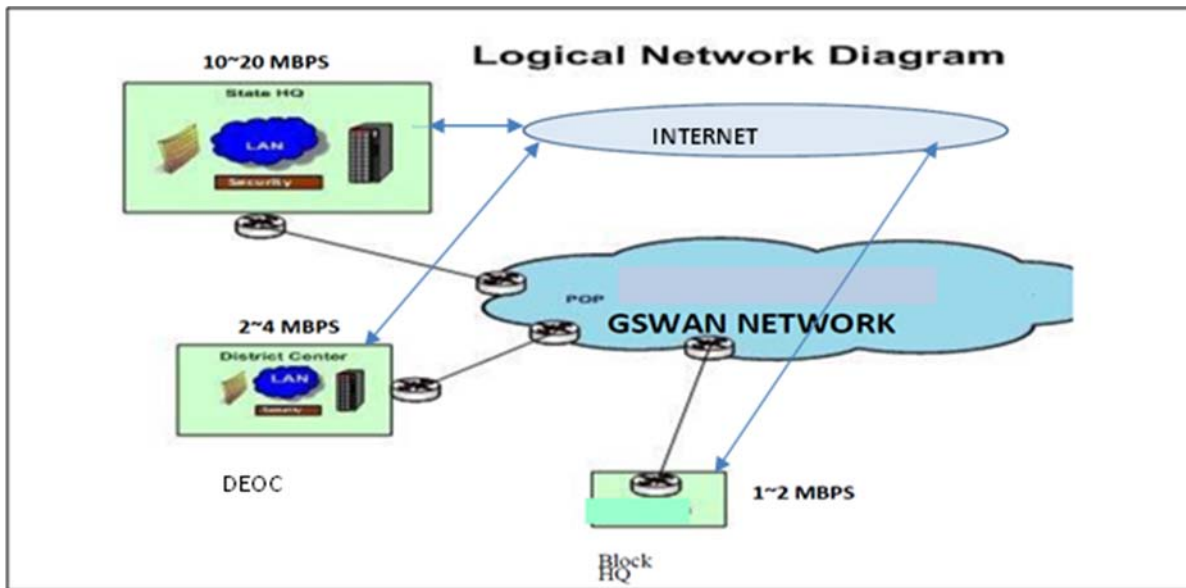 Logical Network Diagram
10~20 MBPS
State HQ
LAN
Security
INTERNET
POP
GSWAN NETWORK
2~4 MBPS
District Center
LAN
Security
DEOC
1~2 MBPS
Block
HQ